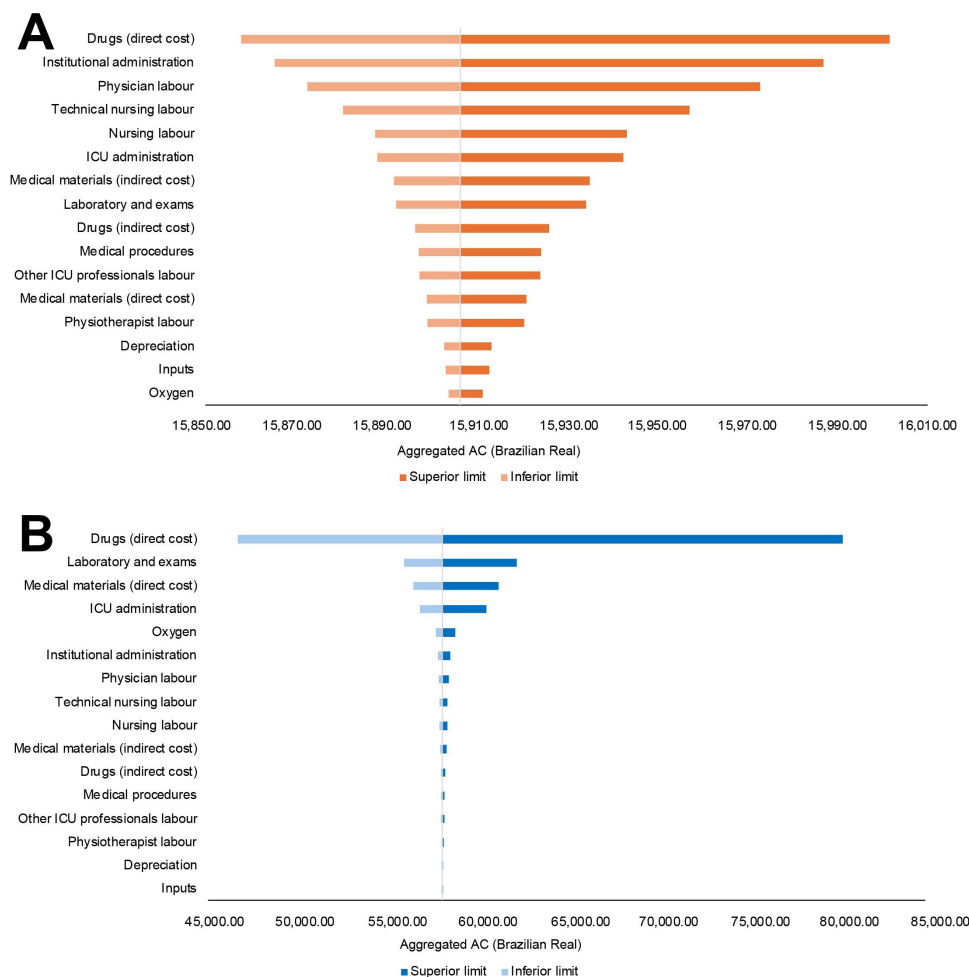 A
Drugs (direct cost)
Institutional administration
Physician labour
Technical nursing labour
Nursing labour
ICU administration
Medical materials (indirect cost)
Laboratory and exams
Drugs (indirect cost)
Medical procedures
Other ICU professionals labour
Medical materials (direct cost)
Physiotherapist labour
Depreciation
Inputs
Oxygen
15,850.00 15,870.00 15,890.00 15,910.00 15,930.00 15,950.00 15,970.00 15,990.00 16,010.00
Aggregated AC (Brazilian Real)
Superior limit Inferior limit
B
Drugs (direct cost)
Laboratory and exams
Medical materials (direct cost)
ICU administration
Oxygen
Institutional administration
Physician labour
Technical nursing labour
Nursing labour
Medical materials (indirect cost)
Drugs (indirect cost)
Medical procedures
Other ICU professionals labour
Physiotherapist labour
Depreciation
Inputs
45,000.00 50,000.00 55,000.00 60,000.00 65,000.00 70,000.00 75,000.00 80,000.00 85,000.00
Aggregated AC (Brazilian Real)
Superior limit Inferior limit